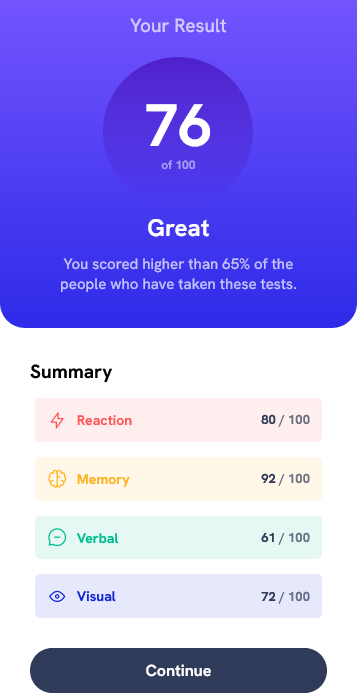 Your Result
76
of 100
Great
You scored higher than 65% of the
people who have taken these tests.
Summary
Reaction 80 / 100
Memory 92 / 100
Verbal 61 / 100
Visual 72 / 100
Continue